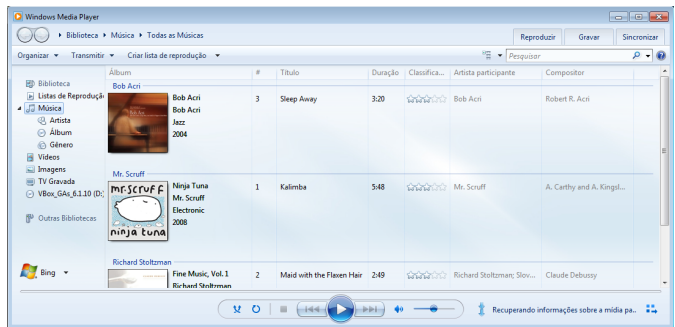 Windows Media Player
Biblioteca ▸ Música ▸ Todas as Músicas
Reproduzir Gravar Sincronizar
Organizar Transmitir Criar lista de reprodução
Pesquisar
Álbum # Título Duração Classifica... Artista participante Compositor
Biblioteca
Listas de Reproduçã
Música
Artista
Álbum
Gênero
Vídeos
Imagens
TV Gravada
VBox_GAs_6.1.10 (D:)
Outras Bibliotecas
Bing
Bob Acri
Bob Acri 3 Sleep Away 3:20 Bob Acri Robert R. Acri
Bob Acri
Jazz
2004
Mr. Scruff
mr.scruff
ninja tuna
Ninja Tuna 1 Kalimba 5:48 Mr. Scruff A. Carthy and A. Kingsl...
Mr. Scruff
Electronic
2008
Richard Stoltzman
Fine Music, Vol. 1 2 Maid with the Flaxen Hair 2:49 Richard Stoltzman; Slov... Claude Debussy
Richard Stoltzman
Recuperando informações sobre a mídia pa..